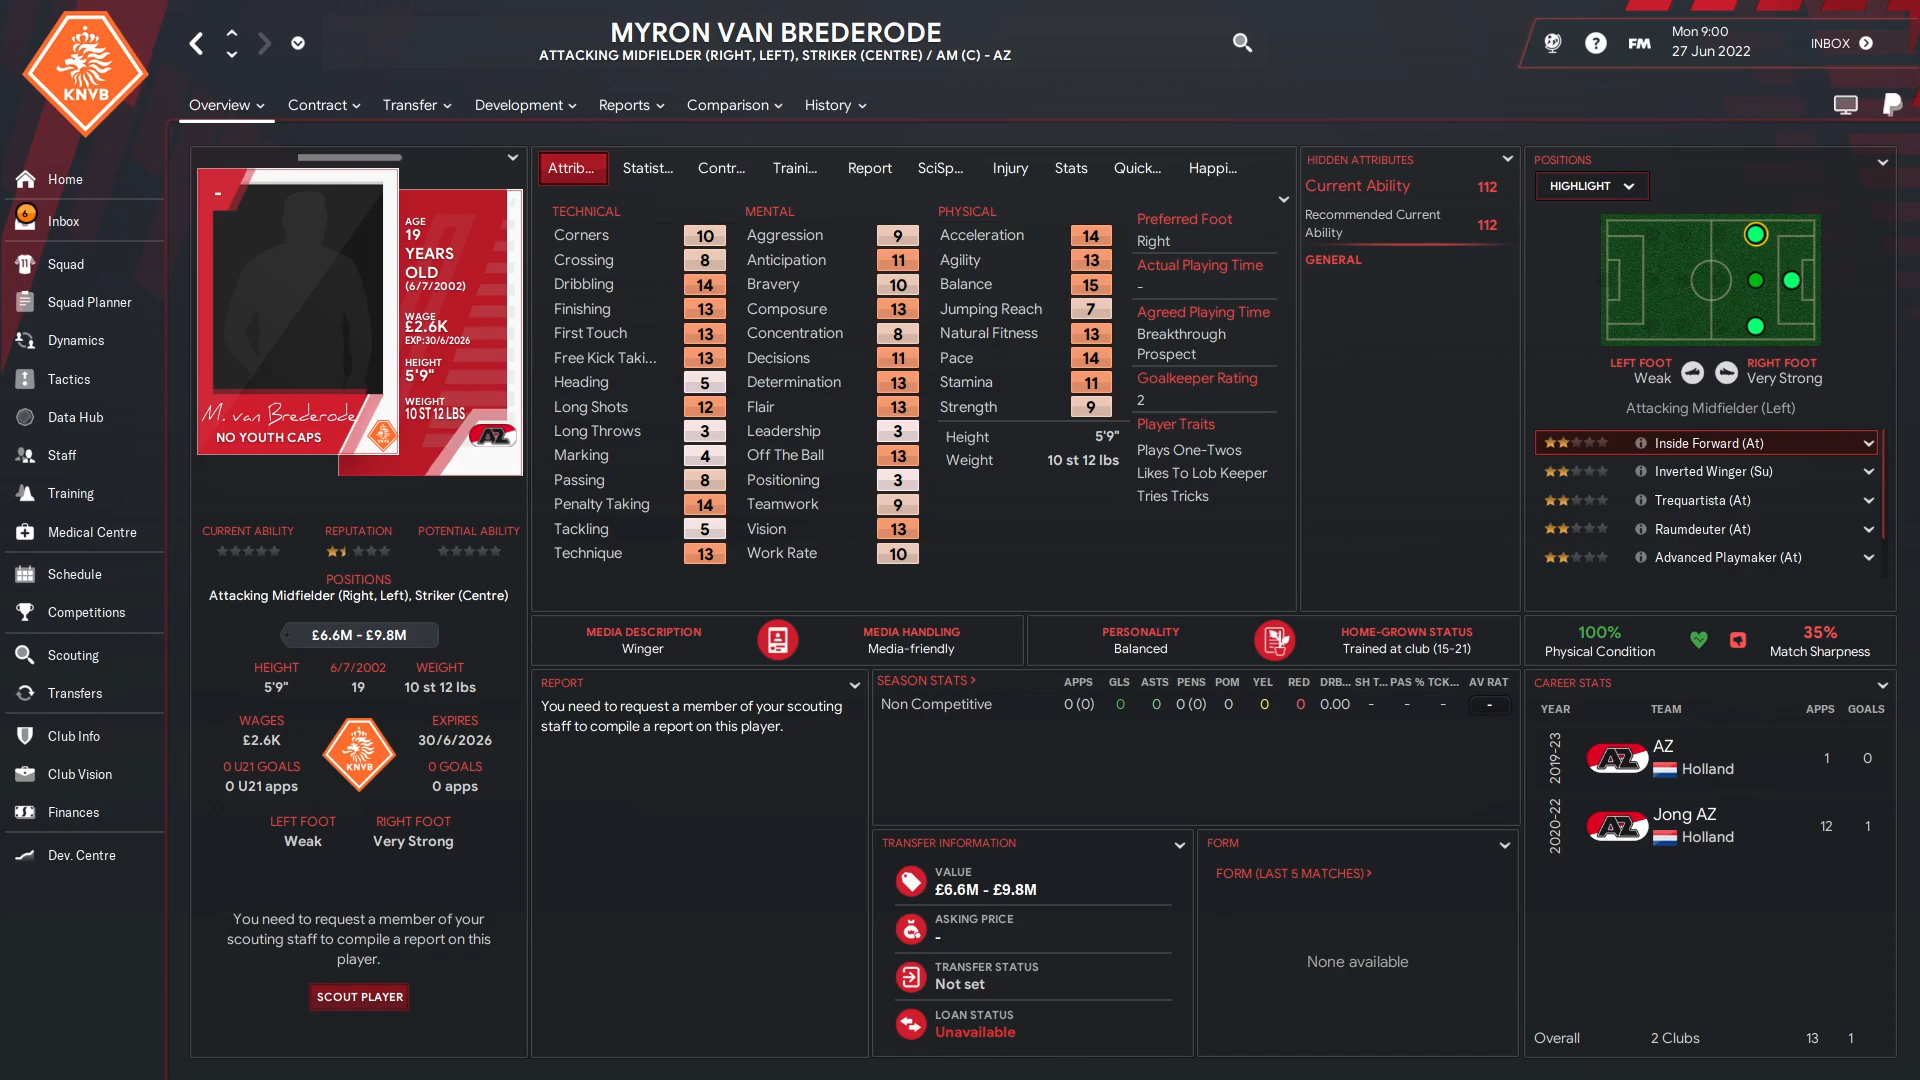 MYRON VAN BREDERODE
ATTACKING MIDFIELDER (RIGHT, LEFT), STRIKER (CENTRE) / AM (C) - AZ
FM
Mon 9:00
27 Jun 2022
INBOX
KNVB
Overview
Contract
Transfer
Development
Reports
Comparison
History
Home
6
Inbox
Squad
Squad Planner
Dynamics
Tactics
Data Hub
Staff
Training
Medical Centre
Schedule
Competitions
Scouting
Transfers
Club Info
Club Vision
Finances
Dev. Centre
-
AGE
19
YEARS
OLD
(6/7/2002)
WAGE
£2.6K
EXP:30/6/2026
HEIGHT
5'9"
WEIGHT
10 ST 12 LBS
M. van Brederode
NO YOUTH CAPS
AZ
CURRENT ABILITY
REPUTATION
POTENTIAL ABILITY
POSITIONS
Attacking Midfielder (Right, Left), Striker (Centre)
£6.6M - £9.8M
HEIGHT 6/7/2002 WEIGHT
5'9" 19 10 st 12 lbs
WAGES EXPIRES
£2.6K 30/6/2026
KNVB
0 U21 GOALS 0 GOALS
0 U21 apps 0 apps
LEFT FOOT RIGHT FOOT
Weak Very Strong
You need to request a member of your
scouting staff to compile a report on this
player.
SCOUT PLAYER
Attrib... Statist... Contr... Traini... Report SciSp... Injury Stats Quick... Happi...
TECHNICAL
Corners 10
Crossing 8
Dribbling 14
Finishing 13
First Touch 13
Free Kick Taki... 13
Heading 5
Long Shots 12
Long Throws 3
Marking 4
Passing 8
Penalty Taking 14
Tackling 5
Technique 13
MENTAL
Aggression 9
Anticipation 11
Bravery 10
Composure 13
Concentration 8
Decisions 11
Determination 13
Flair 13
Leadership 3
Off The Ball 13
Positioning 3
Teamwork 9
Vision 13
Work Rate 10
PHYSICAL
Acceleration 14
Agility 13
Balance 15
Jumping Reach 7
Natural Fitness 13
Pace 14
Stamina 11
Strength 9
Height 5'9"
Weight 10 st 12 lbs
Preferred Foot
Right
Actual Playing Time
-
Agreed Playing Time
Breakthrough
Prospect
Goalkeeper Rating
2
Player Traits
Plays One-Twos
Likes To Lob Keeper
Tries Tricks
HIDDEN ATTRIBUTES
Current Ability 112
Recommended Current
Ability 112
GENERAL
POSITIONS
HIGHLIGHT
LEFT FOOT
Weak
RIGHT FOOT
Very Strong
Attacking Midfielder (Left)
Inside Forward (At)
Inverted Winger (Su)
Trequartista (At)
Raumdeuter (At)
Advanced Playmaker (At)
MEDIA DESCRIPTION
Winger
MEDIA HANDLING
Media-friendly
PERSONALITY
Balanced
HOME-GROWN STATUS
Trained at club (15-21)
100%
Physical Condition
35%
Match Sharpness
REPORT
You need to request a member of your scouting
staff to compile a report on this player.
SEASON STATS > APPS GLS ASTS PENS POM YEL RED DRB... SH T... PAS % TCK... AV RAT
Non Competitive 0 (0) 0 0 0 (0) 0 0 0 0.00 - - - -
TRANSFER INFORMATION
VALUE
£6.6M - £9.8M
ASKING PRICE
-
TRANSFER STATUS
Not set
LOAN STATUS
Unavailable
FORM
FORM (LAST 5 MATCHES) >
None available
CAREER STATS
YEAR TEAM APPS GOALS
2019-23 AZ AZ 1 0
Holland
2020-22 AZ Jong AZ 12 1
Holland
Overall 2 Clubs 13 1